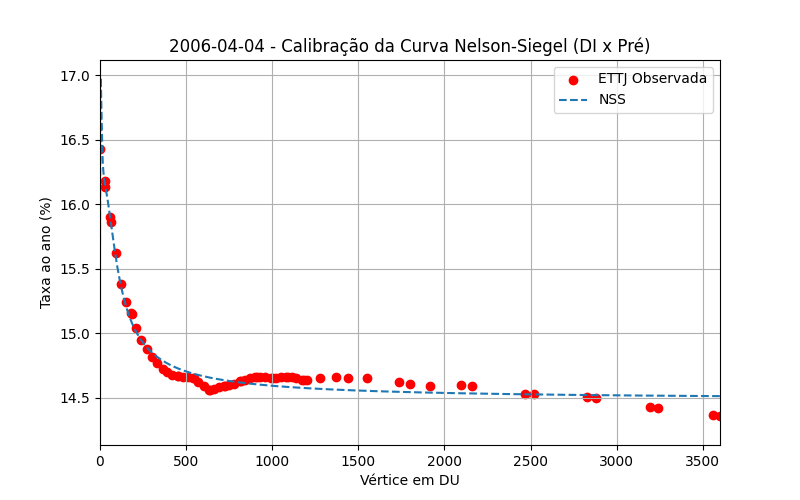 2006-04-04 - Calibração da Curva Nelson-Siegel (DI x Pré)
ETTJ Observada
NSS
Taxa ao ano (%)
17.0
16.5
16.0
15.5
15.0
14.5
0 500 1000 1500 2000 2500 3000 3500
Vértice em DU